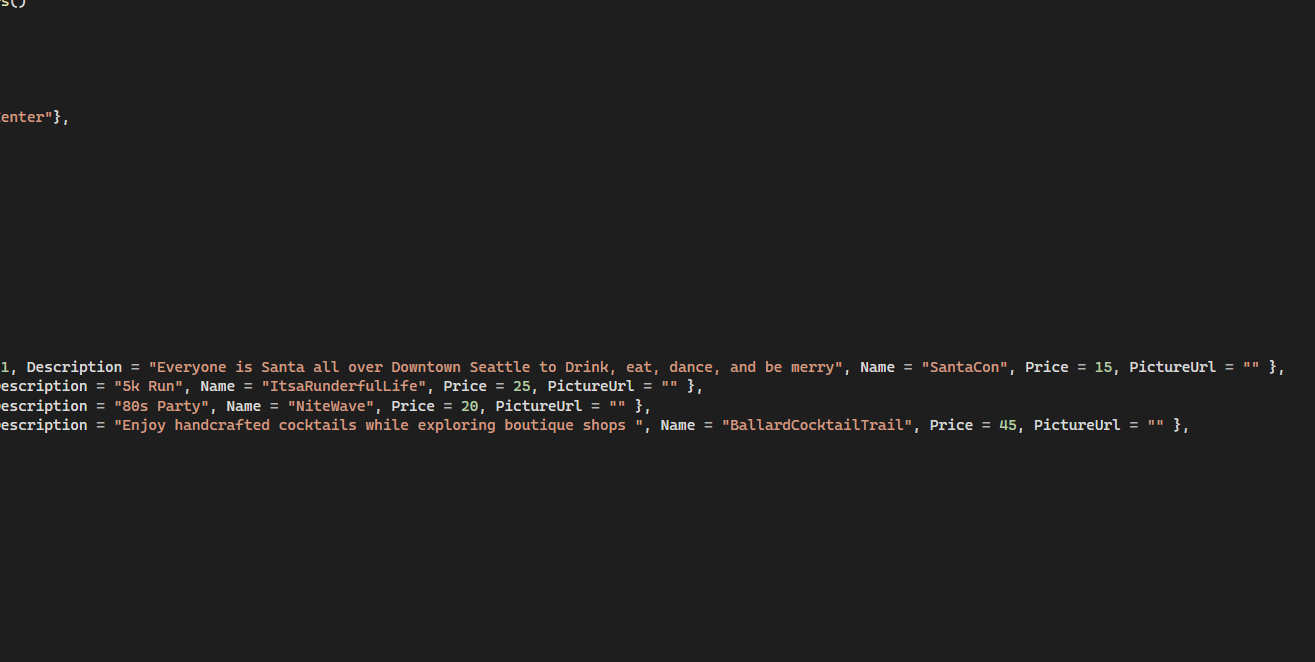 s()
enter"},
1, Description = "Everyone is Santa all over Downtown Seattle to Drink, eat, dance, and be merry", Name = "SantaCon", Price = 15, PictureUrl = "" },
escription = "5k Run", Name = "ItsaRunderfulLife", Price = 25, PictureUrl = "" },
escription = "80s Party", Name = "NiteWave", Price = 20, PictureUrl = "" },
escription = "Enjoy handcrafted cocktails while exploring boutique shops ", Name = "BallardCocktailTrail", Price = 45, PictureUrl = "" },